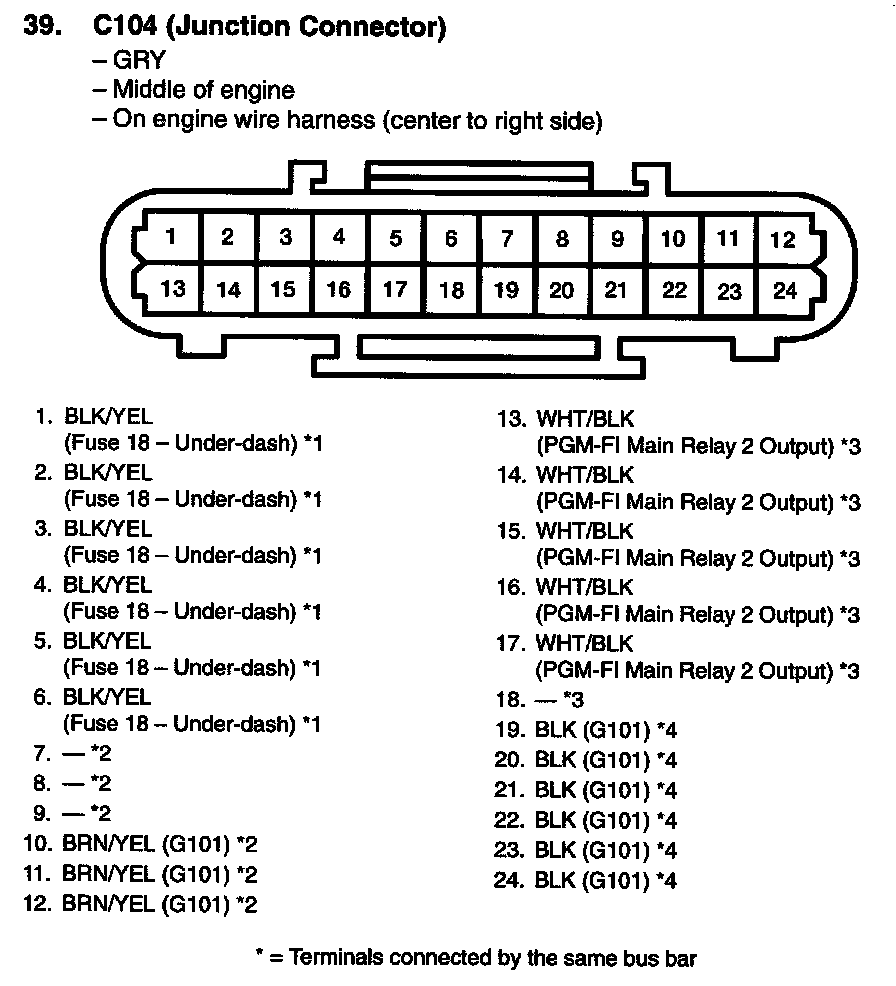 39. C104 (Junction Connector)
– GRY
– Middle of engine
– On engine wire harness (center to right side)
1 2 3 4 5 6 7 8 9 10 11 12
13 14 15 16 17 18 19 20 21 22 23 24
1. BLK/YEL
(Fuse 18 – Under-dash) *1
2. BLK/YEL
(Fuse 18 – Under-dash) *1
3. BLK/YEL
(Fuse 18 – Under-dash) *1
4. BLK/YEL
(Fuse 18 – Under-dash) *1
5. BLK/YEL
(Fuse 18 – Under-dash) *1
6. BLK/YEL
(Fuse 18 – Under-dash) *1
7. — *2
8. — *2
9. — *2
10. BRN/YEL (G101) *2
11. BRN/YEL (G101) *2
12. BRN/YEL (G101) *2
13. WHT/BLK
(PGM-FI Main Relay 2 Output) *3
14. WHT/BLK
(PGM-FI Main Relay 2 Output) *3
15. WHT/BLK
(PGM-FI Main Relay 2 Output) *3
16. WHT/BLK
(PGM-FI Main Relay 2 Output) *3
17. WHT/BLK
(PGM-FI Main Relay 2 Output) *3
18. — *3
19. BLK (G101) *4
20. BLK (G101) *4
21. BLK (G101) *4
22. BLK (G101) *4
23. BLK (G101) *4
24. BLK (G101) *4
* = Terminals connected by the same bus bar